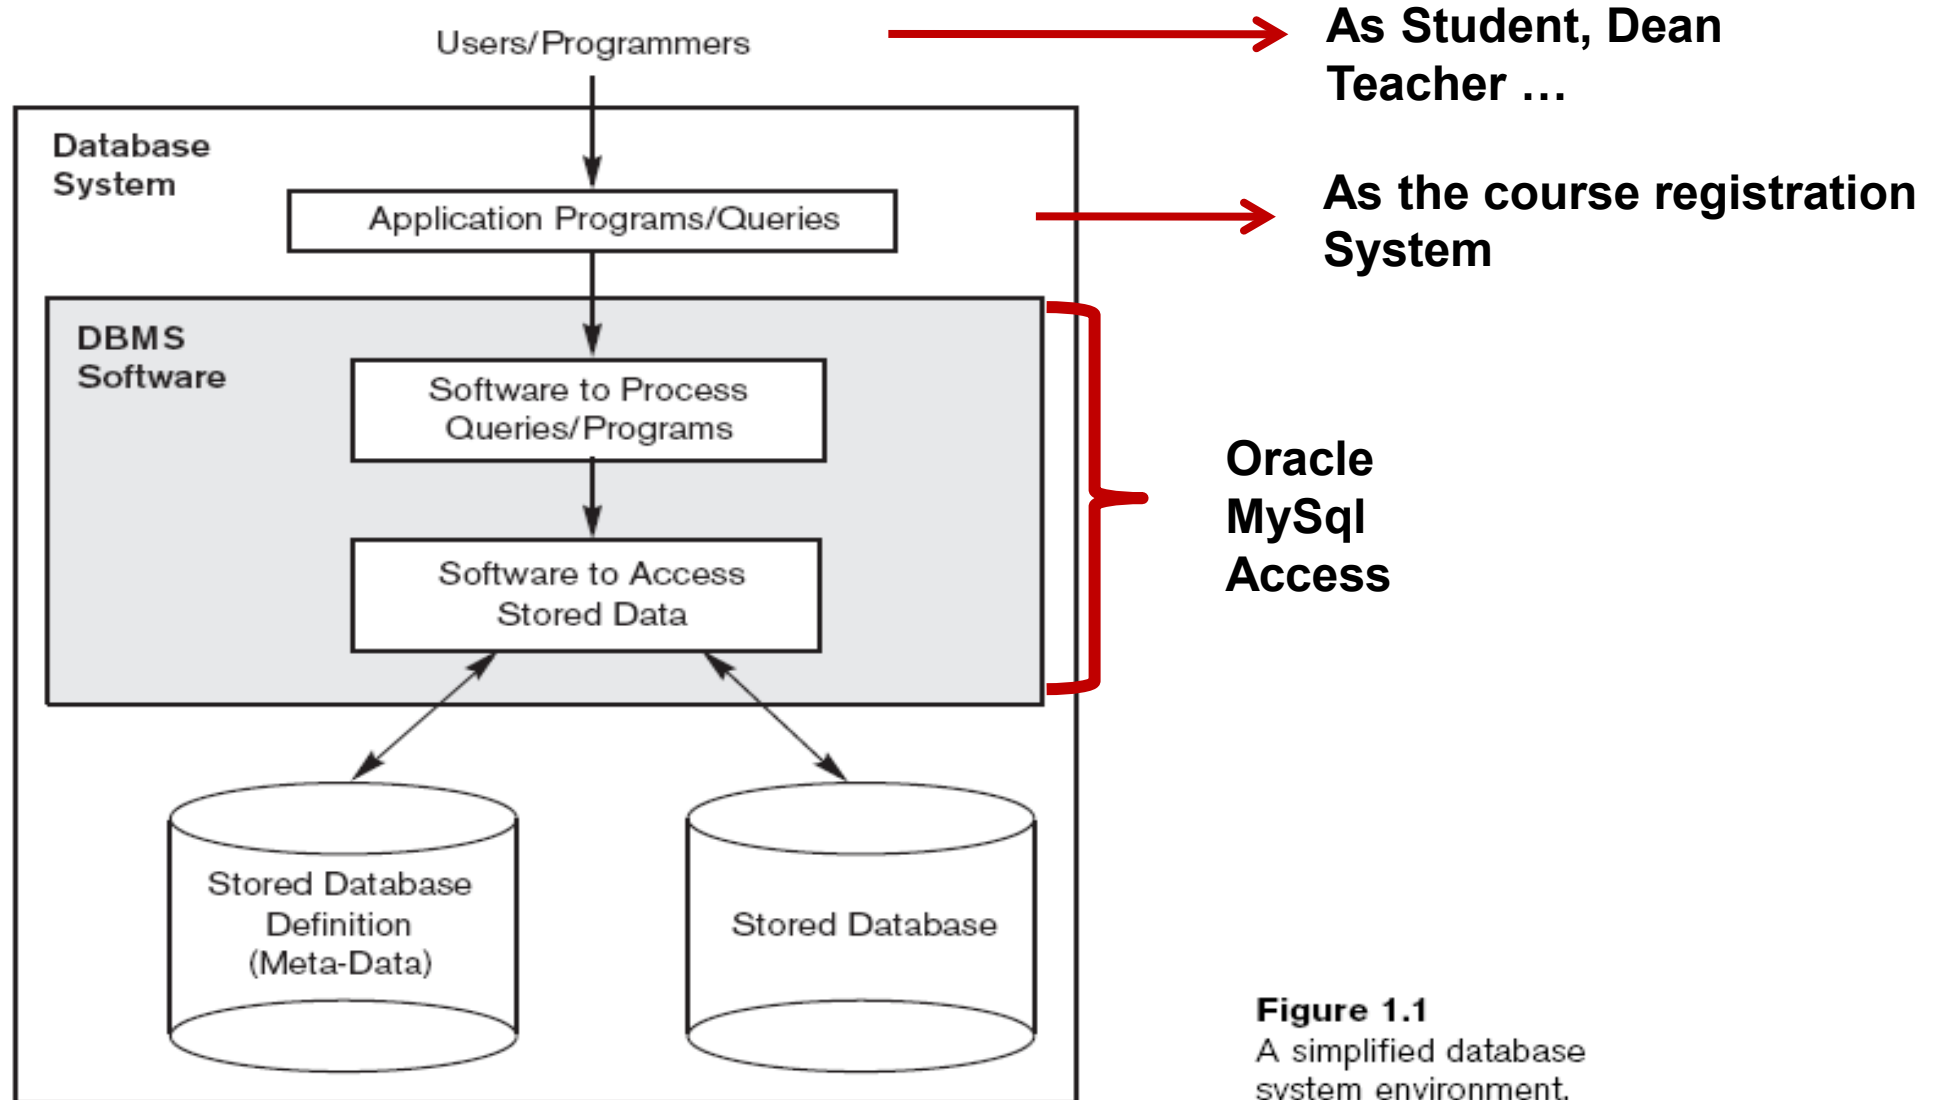 Users/Programmers
As Student, Dean
Teacher …
Database
System
Application Programs/Queries
As the course registration
System
DBMS
Software
Software to Process
Queries/Programs
Oracle
MySql
Access
Software to Access
Stored Data
Stored Database
Definition
(Meta-Data)
Stored Database
Figure 1.1
A simplified database
system environment.